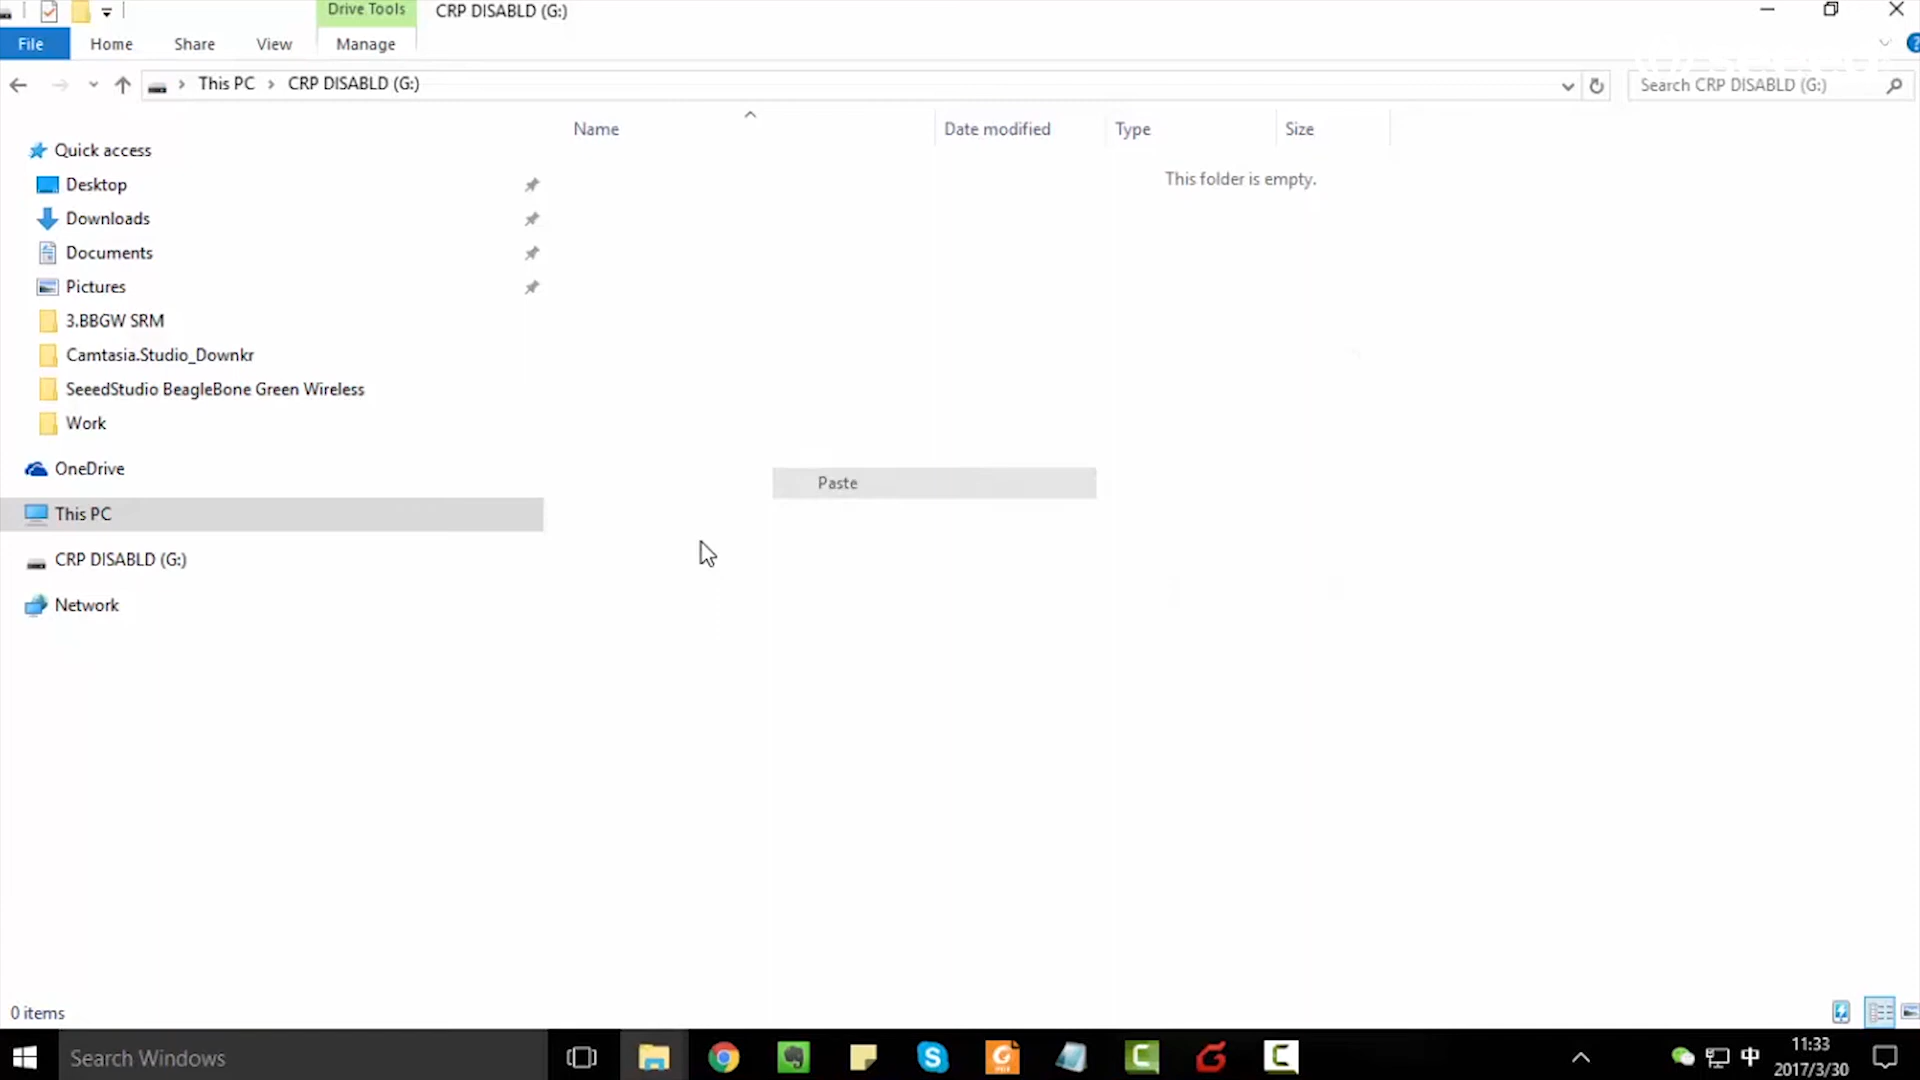 Drive Tools
CRP DISABLD (G:)
File
Home
Share
View
Manage
This PC
CRP DISABLD (G:)
Search CRP DISABLD (G:)
Name
Date modified
Type
Size
This folder is empty.
Quick access
Desktop
Downloads
Documents
Pictures
3.BBGW SRM
Camtasia.Studio_Downkr
SeeedStudio BeagleBone Green Wireless
Work
OneDrive
This PC
CRP DISABLD (G:)
Network
Paste
0 items
Search Windows
中
11:33
2017/3/30